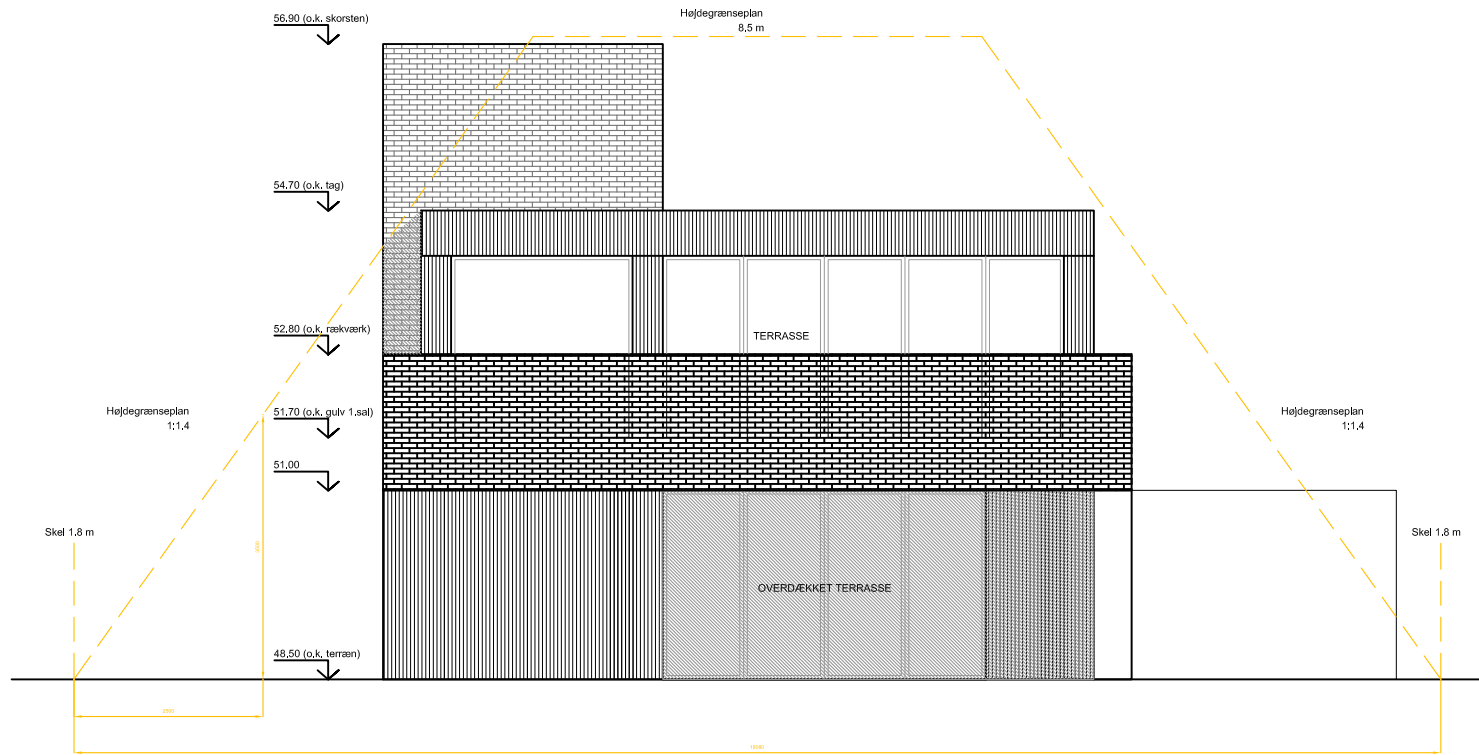 56.90 (o.k. skorsten)
Højdegrænseplan
8,5 m
54.70 (o.k. tag)
52.80 (o.k. rækværk)
TERRASSE
Højdegrænseplan
1:1.4
51.70 (o.k. gulv 1.sal)
Højdegrænseplan
1:1.4
51.00
Skel 1.8 m
Skel 1.8 m
OVERDÆKKET TERRASSE
48.50 (o.k. terræn)